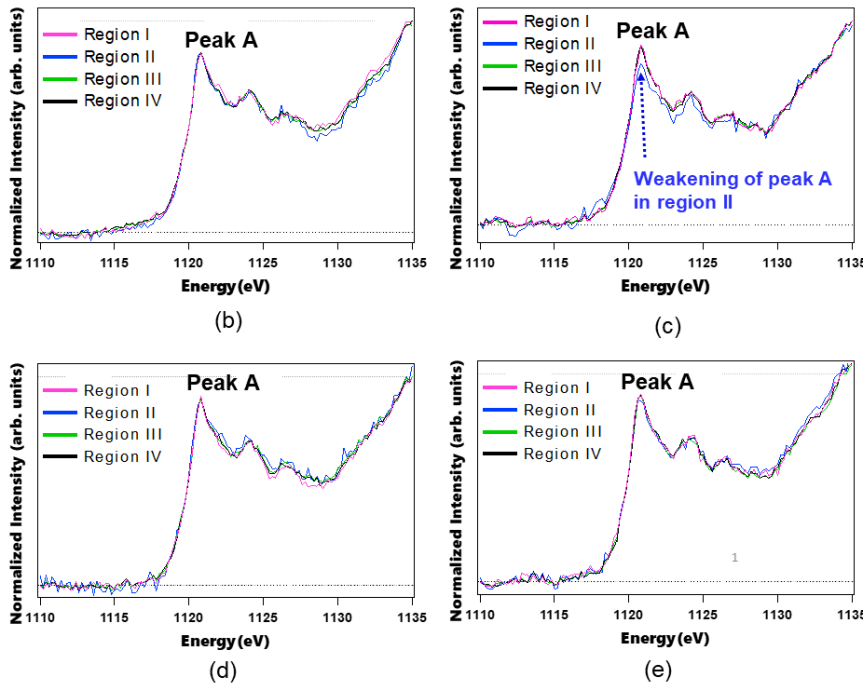 Normalized Intensity (arb. units)
Region I
Region II
Region III
Region IV
Peak A
1110
1115
1120
1125
1130
1135
Energy (eV)
(b)
Normalized Intensity (arb. units)
Region I
Region II
Region III
Region IV
Peak A
Weakening of peak A
in region II
1110
1115
1120
1125
1130
1135
Energy (eV)
(c)
Normalized Intensity (arb. units)
Region I
Region II
Region III
Region IV
Peak A
1110
1115
1120
1125
1130
1135
Energy (eV)
(d)
Normalized Intensity (arb. units)
Region I
Region II
Region III
Region IV
Peak A
1
1110
1115
1120
1125
1130
1135
Energy (eV)
(e)